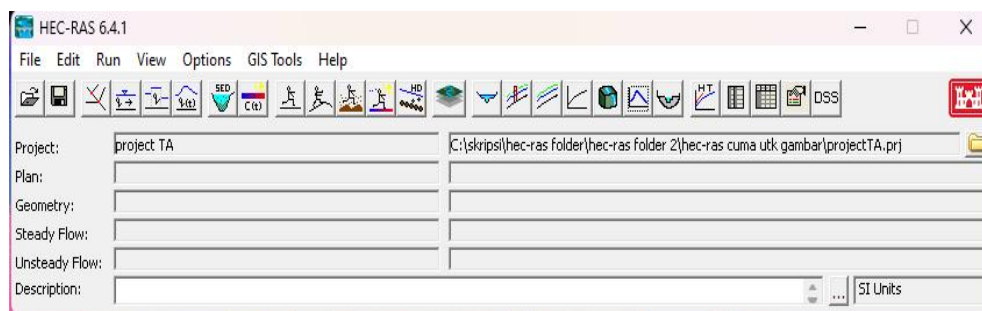 HEC-RAS 6.4.1
File Edit Run View Options GIS Tools Help
SED C(t) HD HT DSS
Project: project TA C:\skripsi\hec-ras folder\hec-ras folder 2\hec-ras cuma utk gambar\projectTA.prj
Plan:
Geometry:
Steady Flow:
Unsteady Flow:
Description: ... SI Units